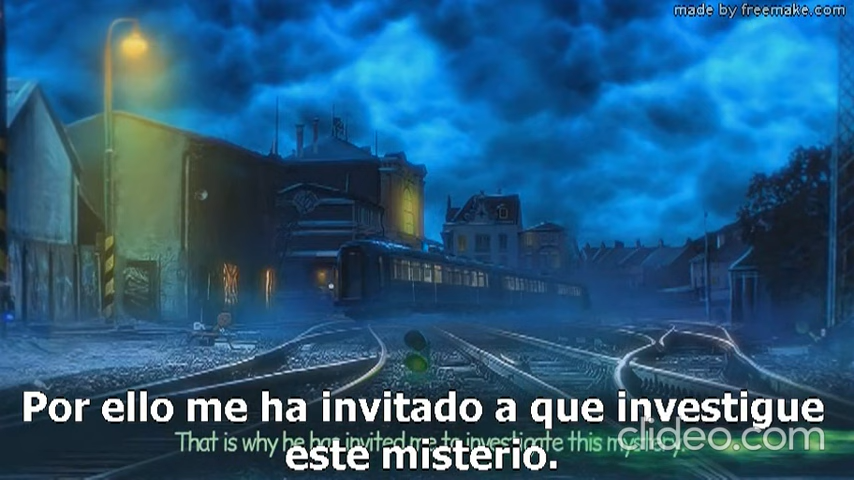 made by freemake.com
Por ello me ha invitado a que investigue
That is why he has invited me to investigate this mystery.
clideo.com
este misterio.